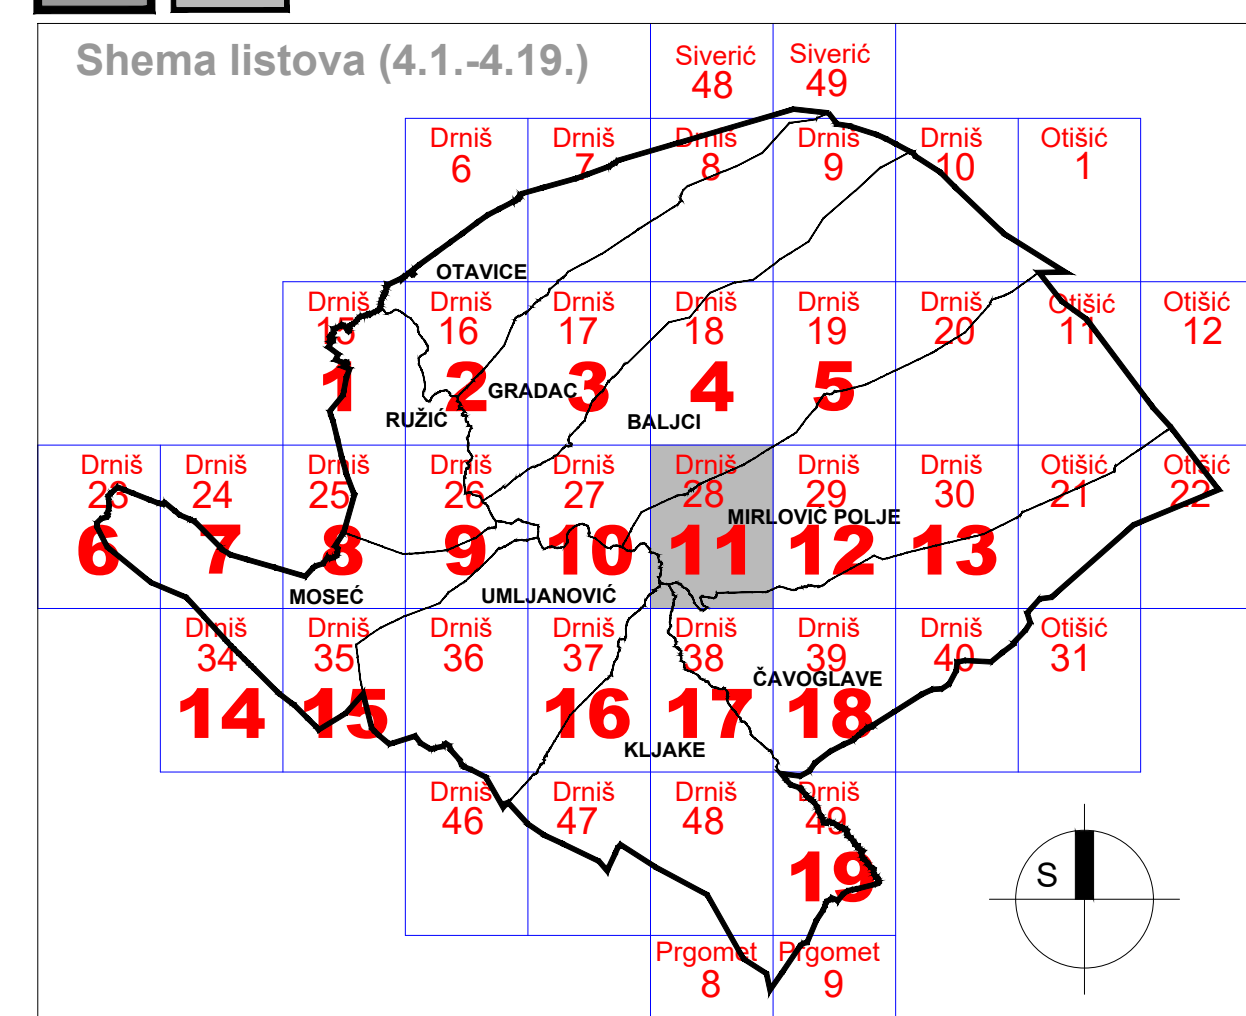 Shema listova (4.1.-4.19.)
Siverić
48
Siverić
49
Drniš
6
Drniš
7
Drniš
8
Drniš
9
Drniš
10
Otišić
1
OTAVICE
Drniš
15
1
Drniš
16
2
Drniš
17
3
Drniš
18
4
Drniš
19
5
Drniš
20
Otišić
11
Otišić
12
GRADAC
RUŽIĆ
BALJCI
Drniš
23
6
Drniš
24
7
Drniš
25
8
Drniš
26
9
Drniš
27
10
Drniš
28
11
Drniš
29
12
Drniš
30
13
Otišić
21
Otišić
22
MIRLOVIĆ POLJE
MOSEĆ
UMLJANOVIĆ
Drniš
34
14
Drniš
35
15
Drniš
36
Drniš
37
16
Drniš
38
17
Drniš
39
18
Drniš
40
Otišić
31
ČAVOGLAVE
KLJAKE
Drniš
46
Drniš
47
Drniš
48
Drniš
49
19
S
Prgomet
8
Prgomet
9